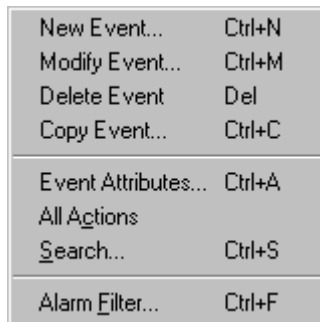 New Event... Ctrl+N
Modify Event... Ctrl+M
Delete Event Del
Copy Event... Ctrl+C
Event Attributes... Ctrl+A
All Actions
Search... Ctrl+S
Alarm Filter... Ctrl+F